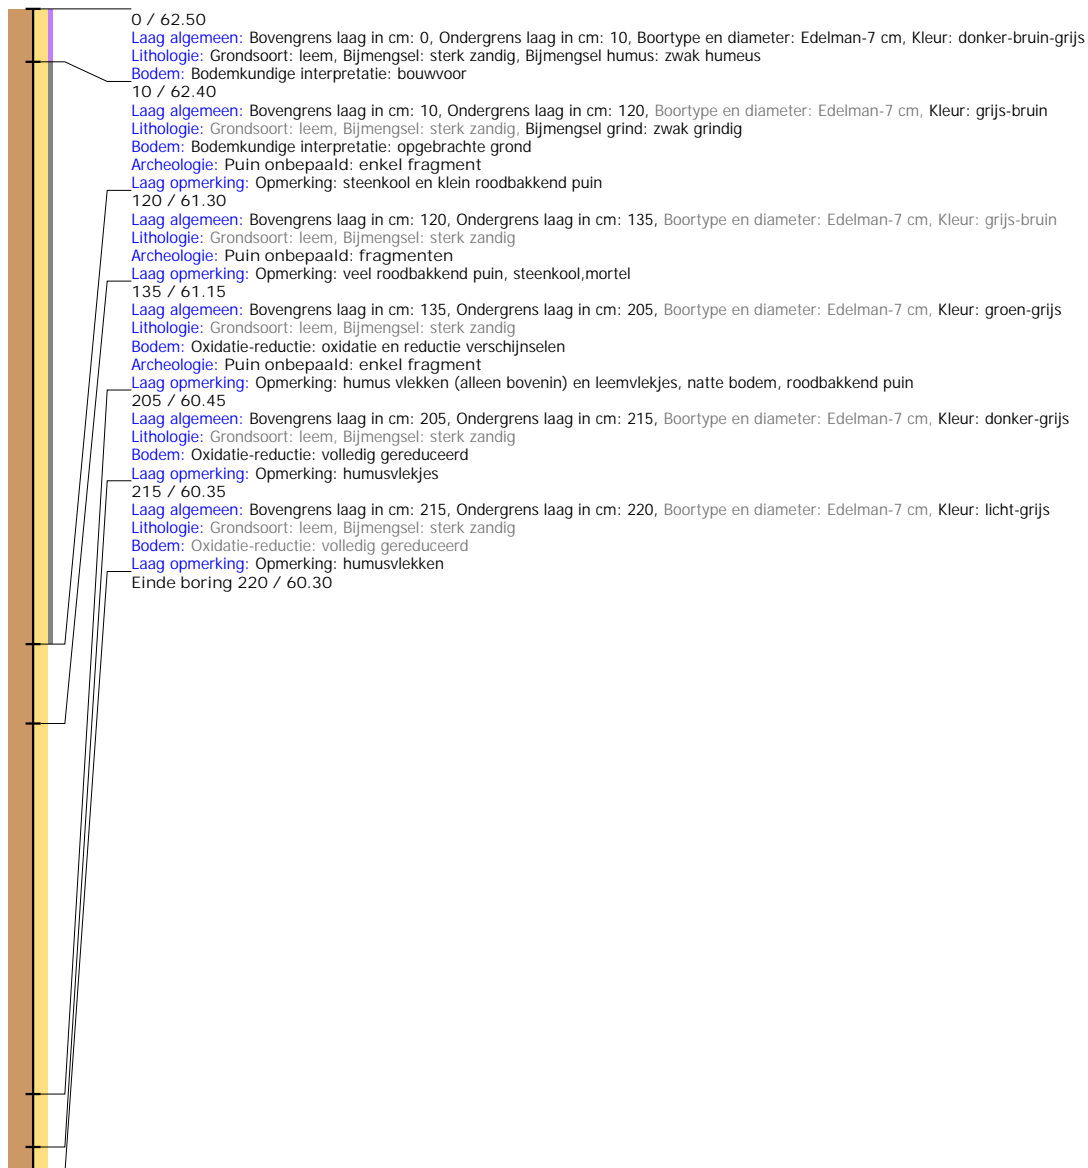 0 / 62.50
Laag algemeen: Bovengrens laag in cm: 0, Ondergrens laag in cm: 10, Boortype en diameter: Edelman-7 cm, Kleur: donker-bruin-grijs
Lithologie: Grondsoort: leem, Bijmengsel: sterk zandig, Bijmengsel humus: zwak humeus
Bodem: Bodemkundige interpretatie: bouwvoor
10 / 62.40
Laag algemeen: Bovengrens laag in cm: 10, Ondergrens laag in cm: 120, Boortype en diameter: Edelman-7 cm, Kleur: grijs-bruin
Lithologie: Grondsoort: leem, Bijmengsel: sterk zandig, Bijmengsel grind: zwak grindig
Bodem: Bodemkundige interpretatie: opgebrachte grond
Archeologie: Puin onbepaald: enkel fragment
Laag opmerking: Opmerking: steenkool en klein roodbakkend puin
120 / 61.30
Laag algemeen: Bovengrens laag in cm: 120, Ondergrens laag in cm: 135, Boortype en diameter: Edelman-7 cm, Kleur: grijs-bruin
Lithologie: Grondsoort: leem, Bijmengsel: sterk zandig
Archeologie: Puin onbepaald: fragmenten
Laag opmerking: Opmerking: veel roodbakkend puin, steenkool,mortel
135 / 61.15
Laag algemeen: Bovengrens laag in cm: 135, Ondergrens laag in cm: 205, Boortype en diameter: Edelman-7 cm, Kleur: groen-grijs
Lithologie: Grondsoort: leem, Bijmengsel: sterk zandig
Bodem: Oxidatie-reductie: oxidatie en reductie verschijnselen
Archeologie: Puin onbepaald: enkel fragment
Laag opmerking: Opmerking: humus vlekken (alleen bovenin) en leemvlekjes, natte bodem, roodbakkend puin
205 / 60.45
Laag algemeen: Bovengrens laag in cm: 205, Ondergrens laag in cm: 215, Boortype en diameter: Edelman-7 cm, Kleur: donker-grijs
Lithologie: Grondsoort: leem, Bijmengsel: sterk zandig
Bodem: Oxidatie-reductie: volledig gereduceerd
Laag opmerking: Opmerking: humusvlekjes
215 / 60.35
Laag algemeen: Bovengrens laag in cm: 215, Ondergrens laag in cm: 220, Boortype en diameter: Edelman-7 cm, Kleur: licht-grijs
Lithologie: Grondsoort: leem, Bijmengsel: sterk zandig
Bodem: Oxidatie-reductie: volledig gereduceerd
Laag opmerking: Opmerking: humusvlekken
Einde boring 220 / 60.30